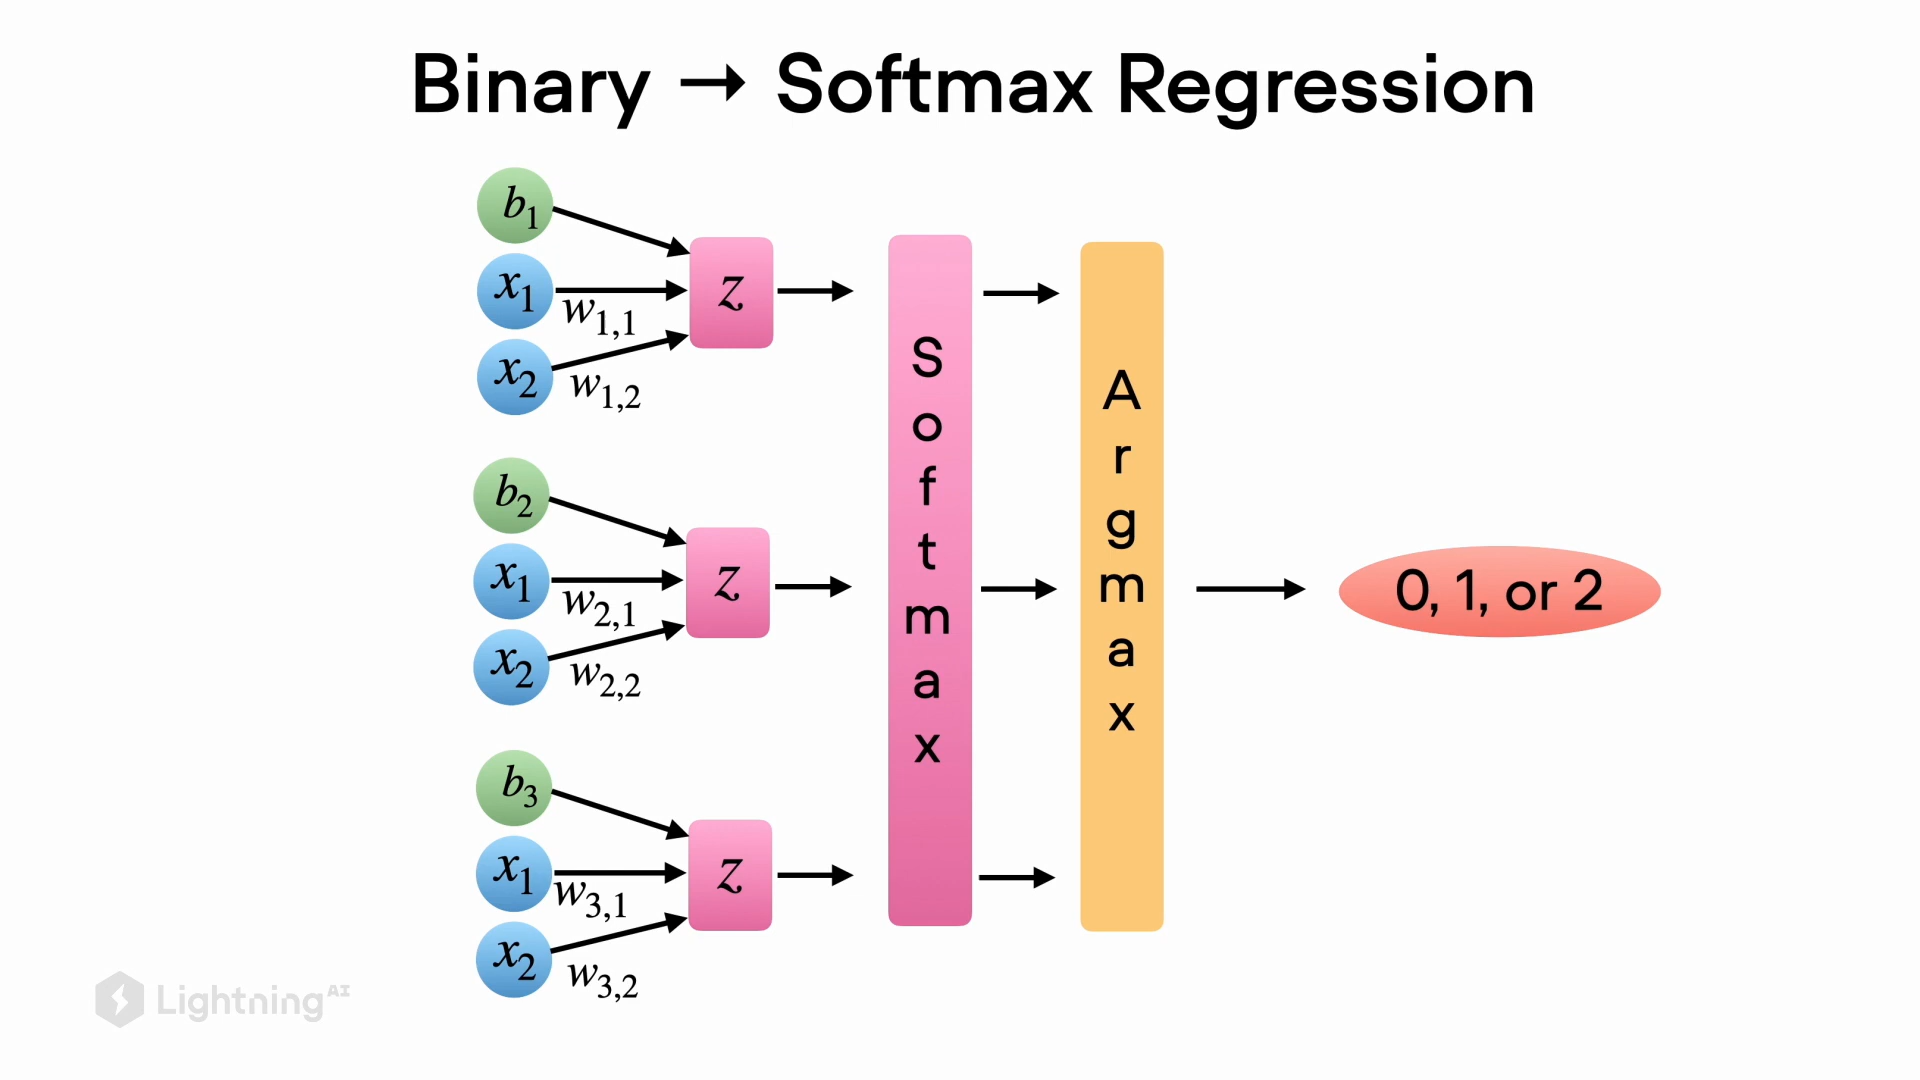 Binary → Softmax Regression
b1
x1
w1,1
x2
w1,2
z
b2
x1
w2,1
x2
w2,2
z
b3
x1
w3,1
x2
w3,2
z
Softmax
Argmax
0, 1, or 2
Lightning AI